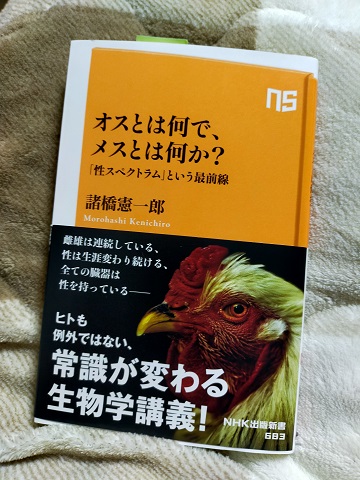 NS
オスとは何で、
メスとは何か?
「性スペクトラム」という最前線
諸橋憲一郎
Morohashi Kenichiro
雌雄は連続している、
性は生涯変わり続ける、
全ての臓器は
性を持っている——
ヒトも
例外ではない、
常識が変わる
生物学講義!
NHK出版新書
683